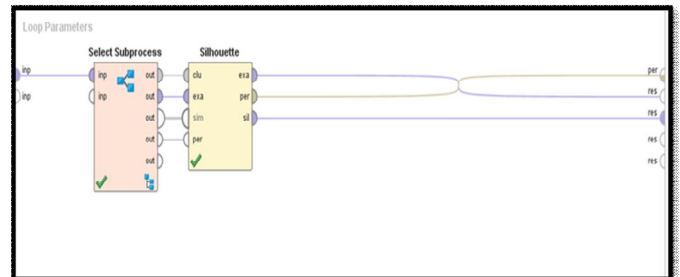 Loop Parameters
Select Subprocess
Silhouette
inp
inp
inp
inp
out
out
out
out
out
clu
exa
sim
per
exa
per
sil
per
res
res
res
res